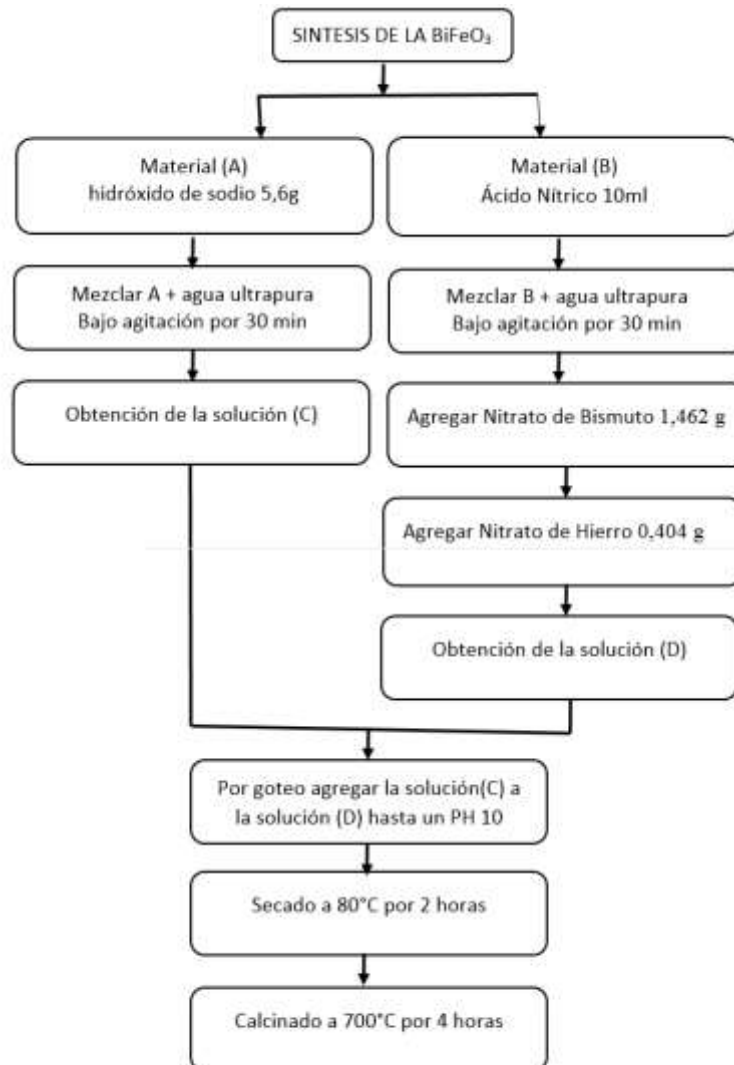 SINTESIS DE LA BiFeO₃
Material (A)
hidróxido de sodio 5,6g
Material (B)
Ácido Nítrico 10ml
Mezclar A + agua ultrapura
Bajo agitación por 30 min
Mezclar B + agua ultrapura
Bajo agitación por 30 min
Obtención de la solución (C)
Agregar Nitrato de Bismuto 1,462 g
Agregar Nitrato de Hierro 0,404 g
Obtención de la solución (D)
Por goteo agregar la solución(C) a
la solución (D) hasta un PH 10
Secado a 80°C por 2 horas
Calcinado a 700°C por 4 horas